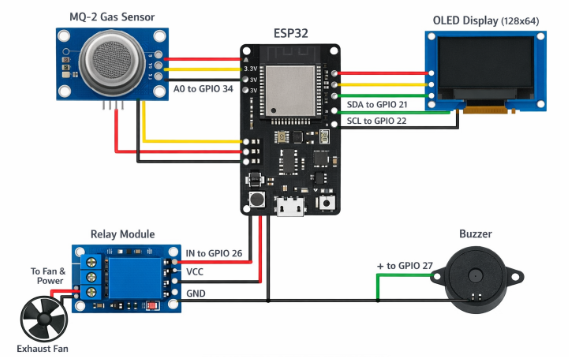 MQ-2 Gas Sensor
ESP32
OLED Display (128x64)
3.3V
3V
3V
A0 to GPIO 34
SDA to GPIO 21
SCL to GPIO 22
Relay Module
Buzzer
IN to GPIO 26
VCC
GND
+ to GPIO 27
To Fan &
Power
Exhaust Fan